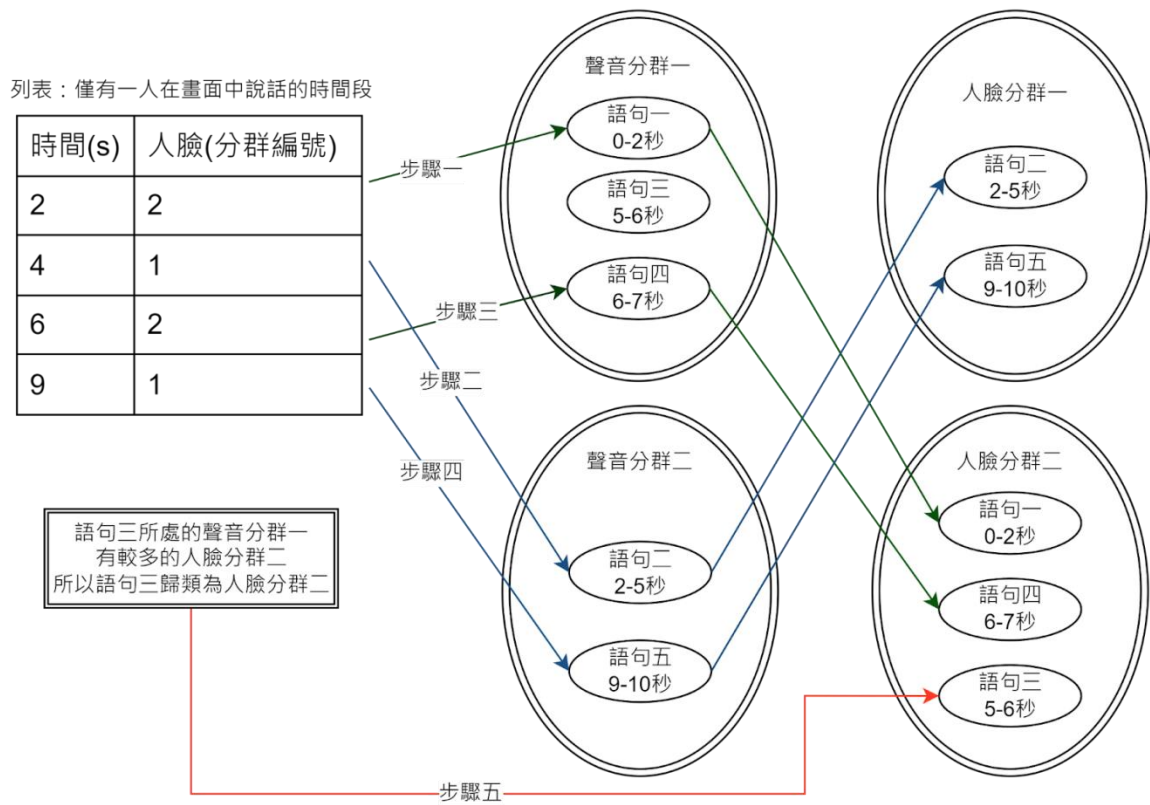 列表：僅有一人在畫面中說話的時間段
時間(s) 人臉(分群編號)
2 2
4 1
6 2
9 1
步驟一
步驟三
步驟二
步驟四
聲音分群一
語句一
0-2秒
語句三
5-6秒
語句四
6-7秒
人臉分群一
語句二
2-5秒
語句五
9-10秒
聲音分群二
語句二
2-5秒
語句五
9-10秒
人臉分群二
語句一
0-2秒
語句四
6-7秒
語句三
5-6秒
語句三所處的聲音分群一
有較多的人臉分群二
所以語句三歸類為人臉分群二
步驟五